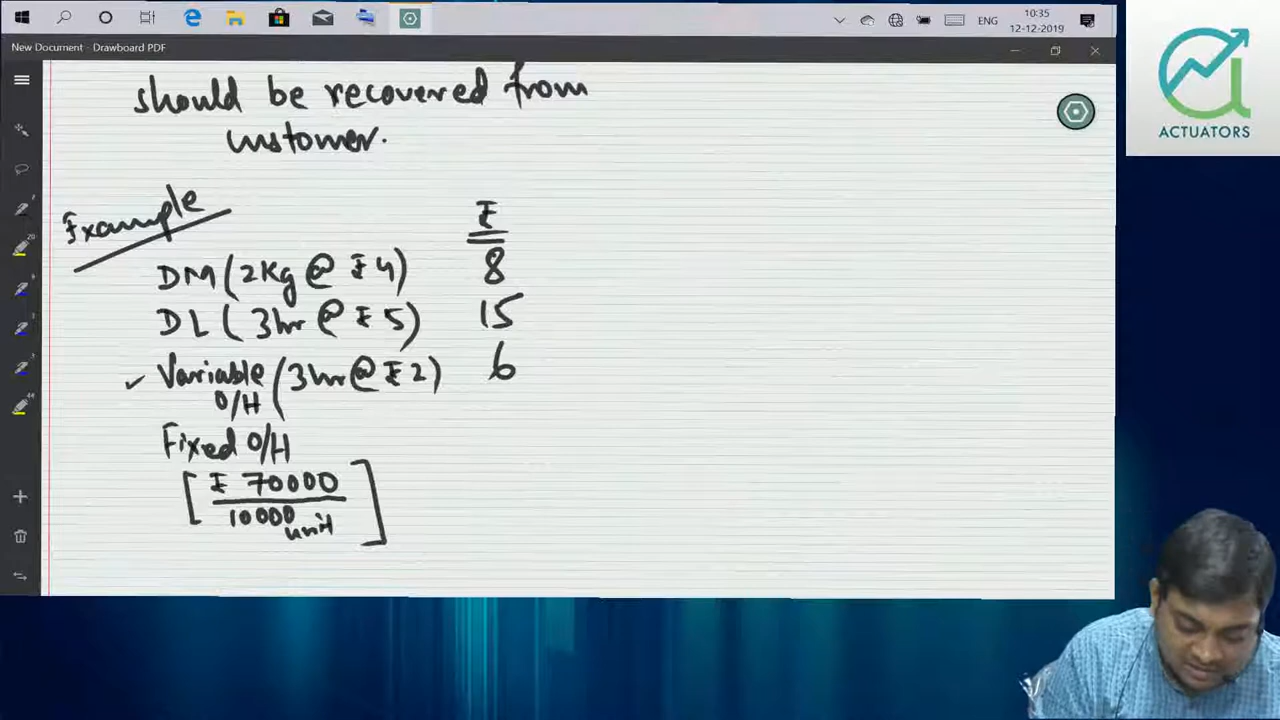 ENG
10:35
12-12-2019
New Document - Drawboard PDF
ACTUATORS
should be recovered from
customer.
Example
₹
DM (2Kg @ ₹ 4) 8
DL (3hr @ ₹ 5) 15
✓ Variable (3hr @ ₹ 2) 6
O/H
Fixed O/H
[₹ 70000
10000 unit]